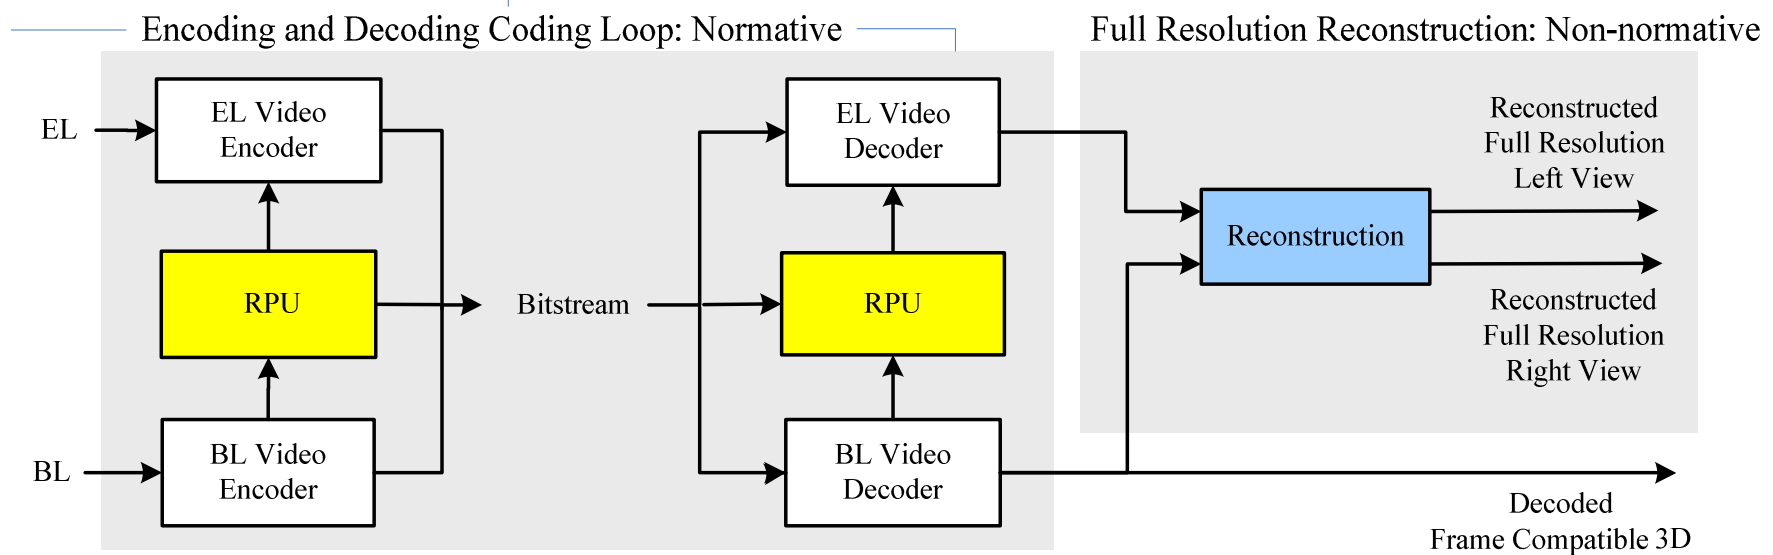 Encoding and Decoding Coding Loop: Normative
Full Resolution Reconstruction: Non-normative
EL
EL Video
Encoder
RPU
BL
BL Video
Encoder
Bitstream
EL Video
Decoder
RPU
BL Video
Decoder
Reconstruction
Reconstructed
Full Resolution
Left View
Reconstructed
Full Resolution
Right View
Decoded
Frame Compatible 3D